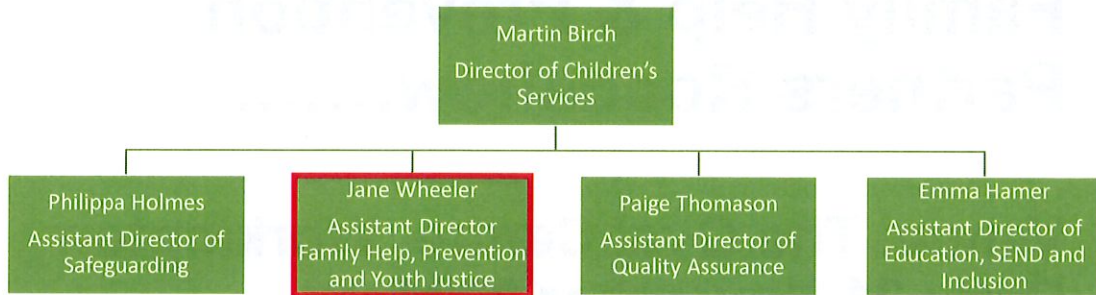 Martin Birch
Director of Children's
Services
Philippa Holmes
Assistant Director of
Safeguarding
Jane Wheeler
Assistant Director
Family Help, Prevention
and Youth Justice
Paige Thomason
Assistant Director of
Quality Assurance
Emma Hamer
Assistant Director of
Education, SEND and
Inclusion